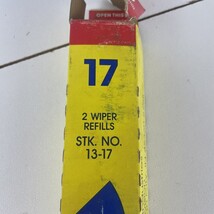 OPEN THIS
17
2 WIPER
REFILLS
STK. NO.
13-17